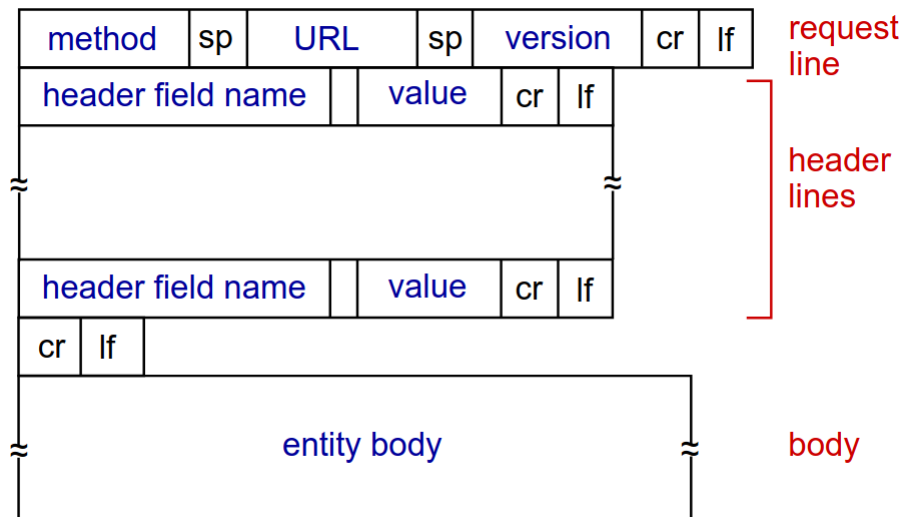 method sp URL sp version cr lf request line
header field name value cr lf
header lines
header field name value cr lf
cr lf
entity body body